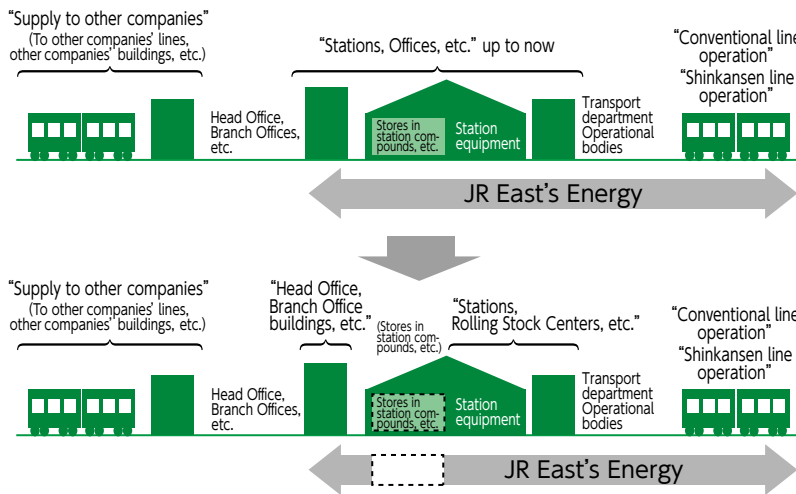 “Supply to other companies”
(To other companies’ lines,
other companies’ buildings, etc.)
“Stations, Offices, etc.” up to now
“Conventional line
operation”
“Shinkansen line
operation”
Head Office,
Branch Offices,
etc.
Stores in
station com-
pounds, etc.
Station
equipment
Transport
department
Operational
bodies
JR East’s Energy
“Supply to other companies”
(To other companies’ lines,
other companies’ buildings, etc.)
“Head Office,
Branch Office
buildings, etc.”
(Stores in
station com-
pounds, etc.)
“Stations,
Rolling Stock Centers, etc.”
“Conventional line
operation”
“Shinkansen line
operation”
Head Office,
Branch Offices,
etc.
Stores in
station com-
pounds, etc.
Station
equipment
Transport
department
Operational
bodies
JR East’s Energy